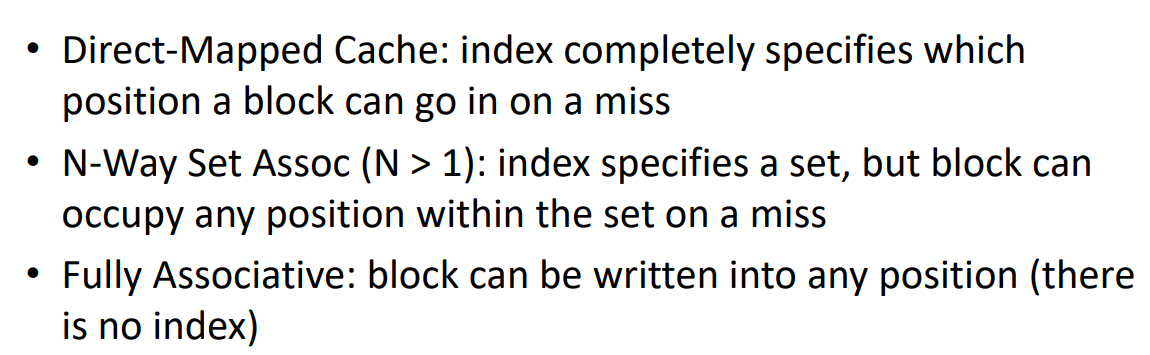 • Direct-Mapped Cache: index completely specifies which
position a block can go in on a miss
• N-Way Set Assoc (N > 1): index specifies a set, but block can
occupy any position within the set on a miss
• Fully Associative: block can be written into any position (there
is no index)